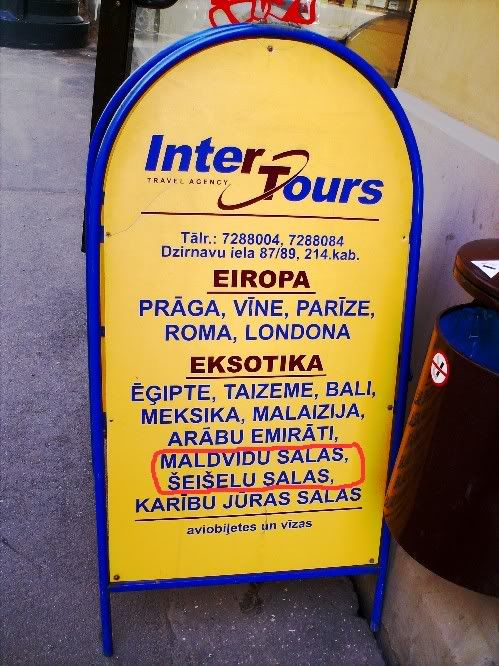 Inter Tours
TRAVEL AGENCY
Tālr.: 7288004, 7288084
Dzirnavu iela 87/89, 214.kab.
EIROPA
PRĀGA, VĪNE, PARĪZE,
ROMA, LONDONA
EKSOTIKA
ĒĢIPTE, TAIZEME, BALI,
MEKSIKA, MALAIZIJA,
ARĀBU EMIRĀTI,
MALDVIDU SALAS,
ŠEIŠELU SALAS,
KARĪBU JŪRAS SALAS
aviobiļetes un vīzas